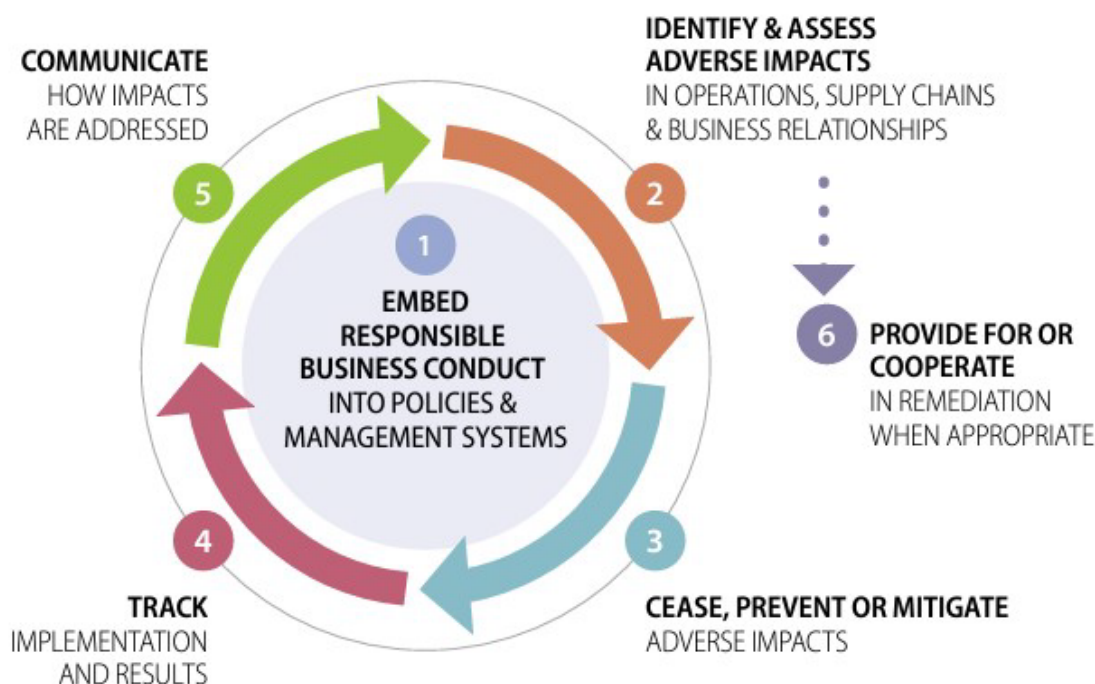 1
EMBED
RESPONSIBLE
BUSINESS CONDUCT
INTO POLICIES &
MANAGEMENT SYSTEMS
2
IDENTIFY & ASSESS
ADVERSE IMPACTS
IN OPERATIONS, SUPPLY CHAINS
& BUSINESS RELATIONSHIPS
3
CEASE, PREVENT OR MITIGATE
ADVERSE IMPACTS
4
TRACK
IMPLEMENTATION
AND RESULTS
5
COMMUNICATE
HOW IMPACTS
ARE ADDRESSED
6
PROVIDE FOR OR
COOPERATE
IN REMEDIATION
WHEN APPROPRIATE